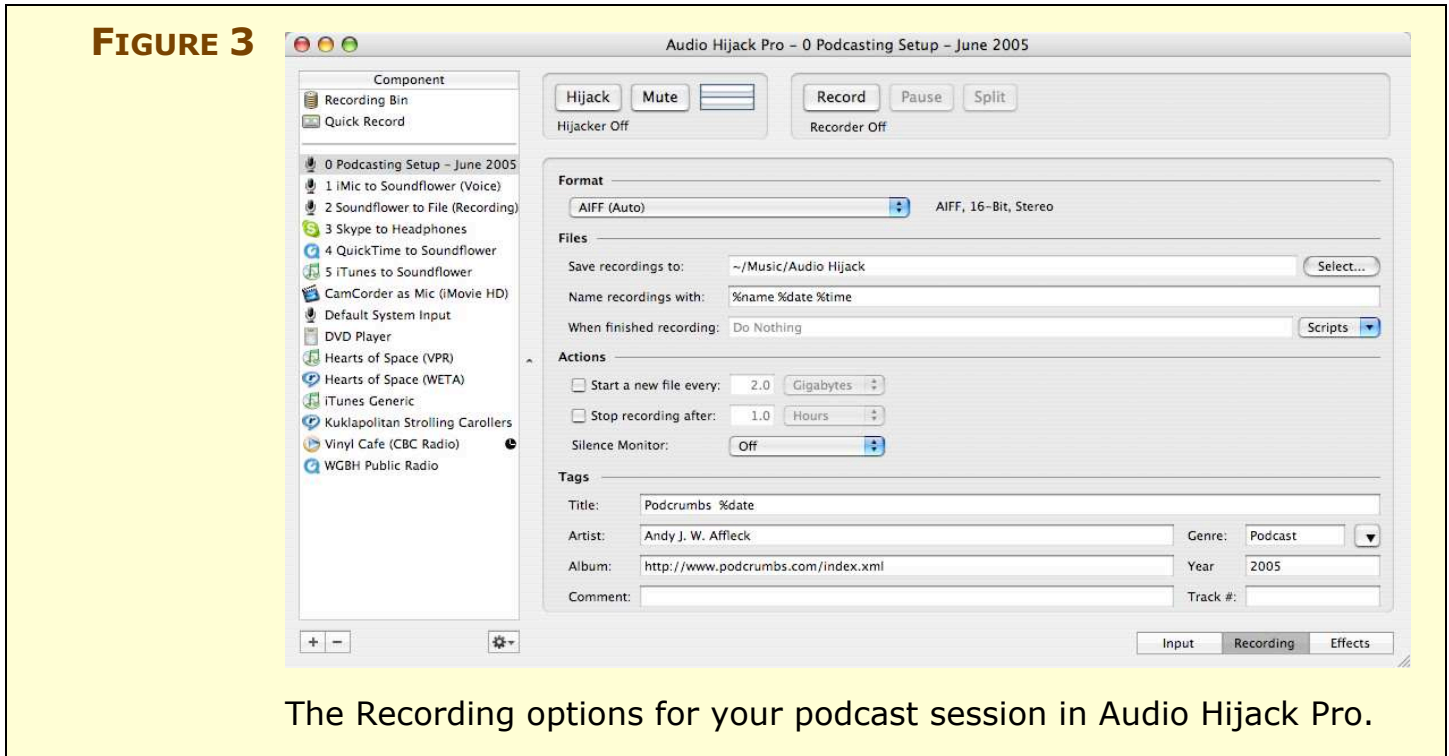 FIGURE 3
Audio Hijack Pro – 0 Podcasting Setup – June 2005
Component
Recording Bin
Quick Record
0 Podcasting Setup – June 2005
1 iMic to Soundflower (Voice)
2 Soundflower to File (Recording)
3 Skype to Headphones
4 QuickTime to Soundflower
5 iTunes to Soundflower
CamCorder as Mic (iMovie HD)
Default System Input
DVD Player
Hearts of Space (VPR)
Hearts of Space (WETA)
iTunes Generic
Kuklapolitan Strolling Carollers
Vinyl Cafe (CBC Radio)
WGBH Public Radio
Hijack Mute
Hijacker Off
Record Pause Split
Recorder Off
Format
AIFF (Auto) AIFF, 16-Bit, Stereo
Files
Save recordings to: ~/Music/Audio Hijack Select...
Name recordings with: %name %date %time
When finished recording: Do Nothing Scripts
Actions
Start a new file every: 2.0 Gigabytes
Stop recording after: 1.0 Hours
Silence Monitor: Off
Tags
Title: Podcrumbs %date
Artist: Andy J. W. Affleck Genre: Podcast
Album: http://www.podcrumbs.com/index.xml Year 2005
Comment: Track #:
+ −
Input Recording Effects
The Recording options for your podcast session in Audio Hijack Pro.